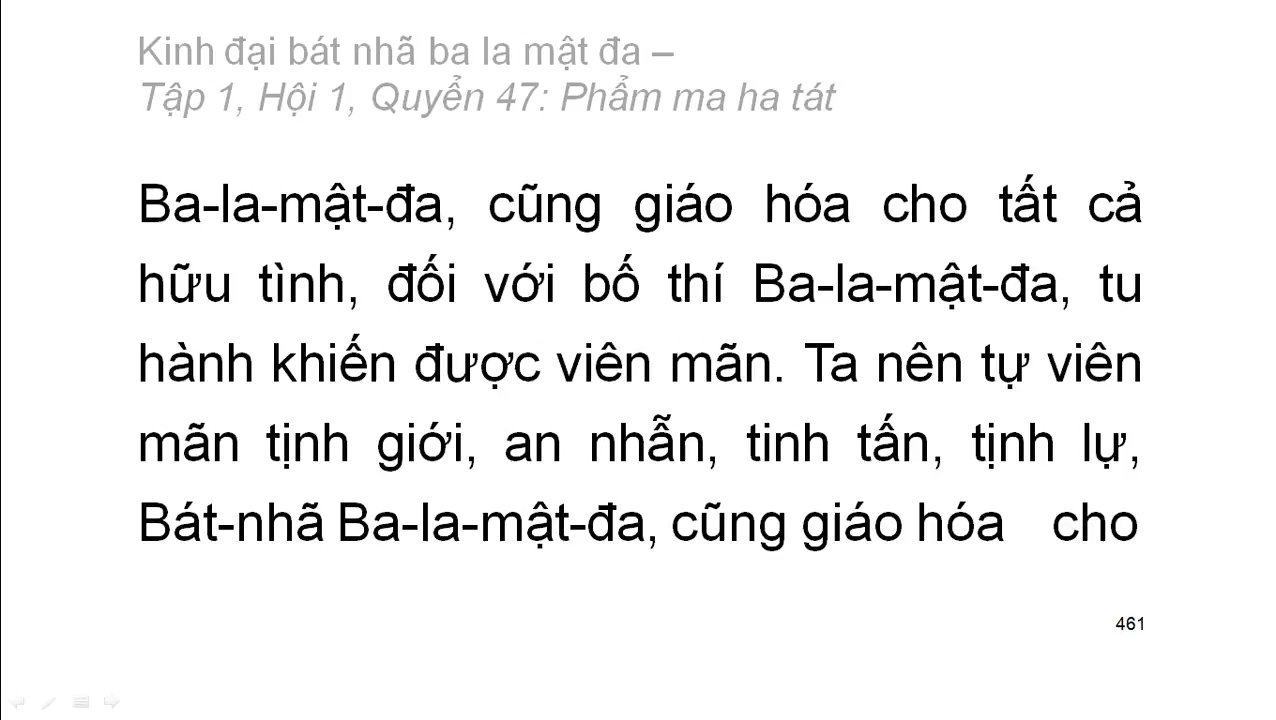 Kinh đại bát nhã ba la mật đa –
Tập 1, Hội 1, Quyển 47: Phẩm ma ha tát
Ba-la-mật-đa, cũng giáo hóa cho tất cả
hữu tình, đối với bố thí Ba-la-mật-đa, tu
hành khiến được viên mãn. Ta nên tự viên
mãn tịnh giới, an nhẫn, tinh tấn, tịnh lự,
Bát-nhã Ba-la-mật-đa, cũng giáo hóa cho
461